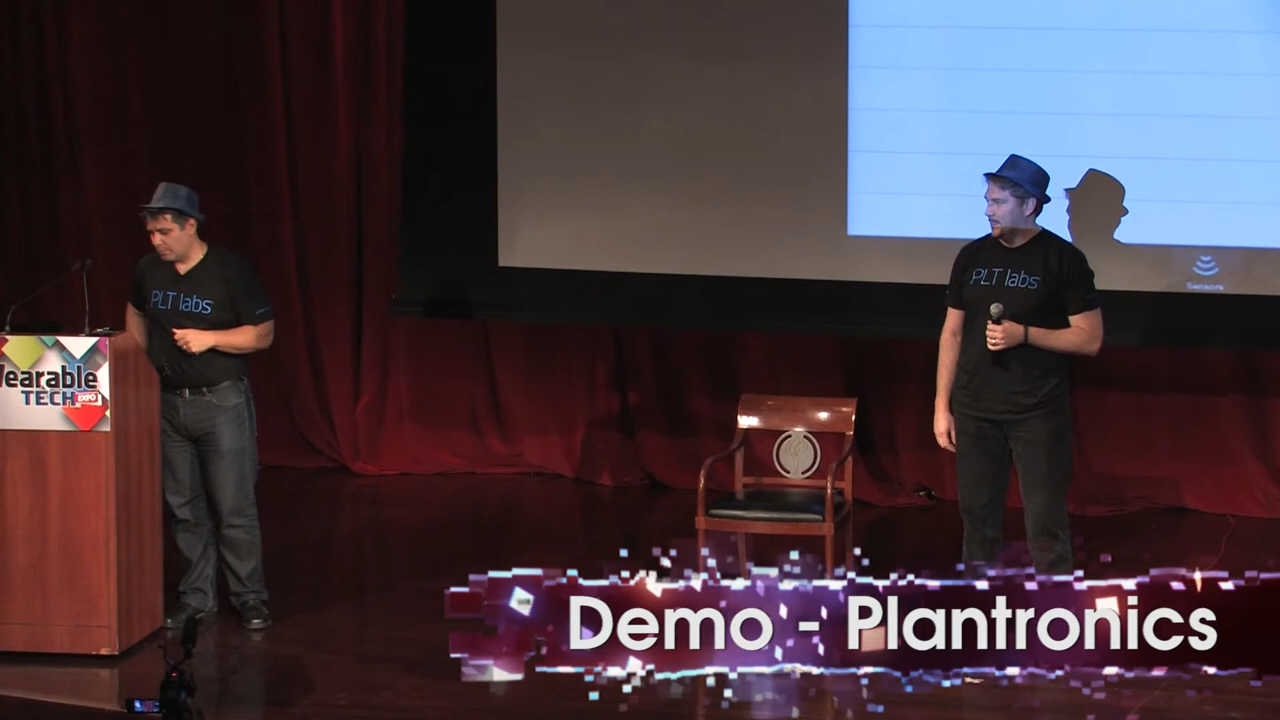 PLT labs
PLT labs
Sensors
Wearable
TECH EXPO
Demo - Plantronics